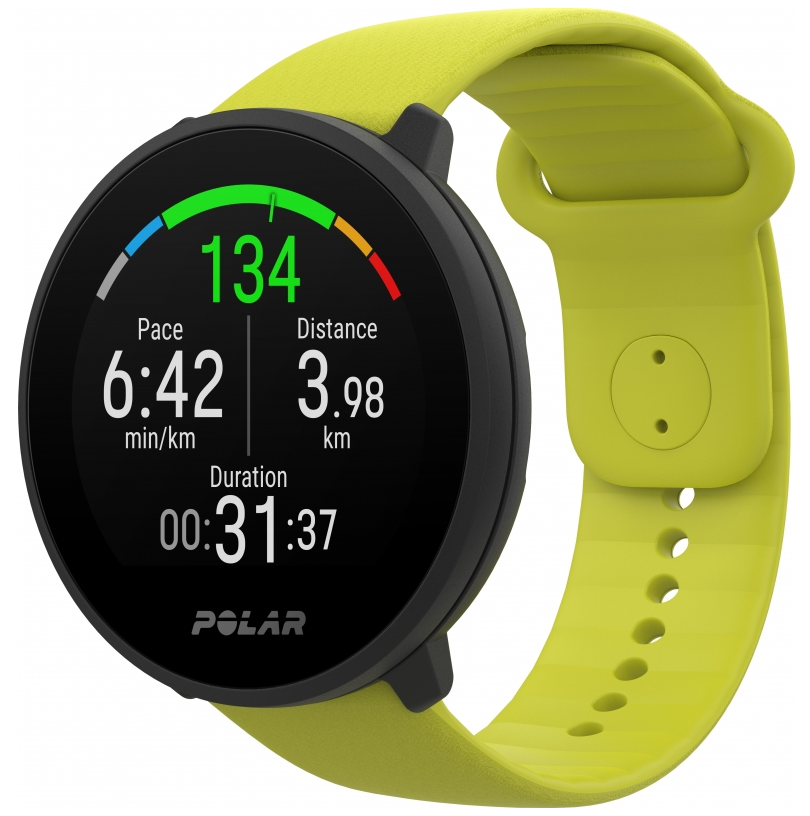 134
Pace Distance
6:42 3.98
min/km km
Duration
00:31:37
POLAR